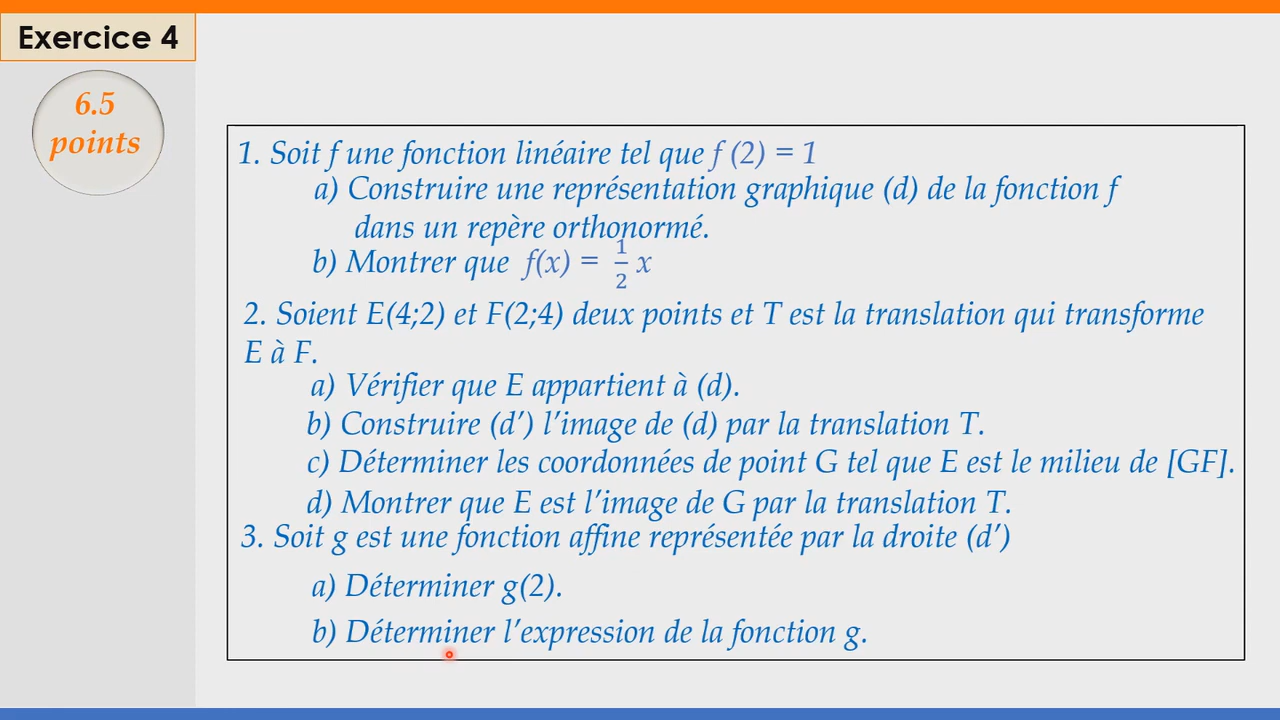 Exercice 4
6.5
points
1. Soit f une fonction linéaire tel que f (2) = 1
a) Construire une représentation graphique (d) de la fonction f
dans un repère orthonormé.
b) Montrer que f(x) = 1/2 x
2. Soient E(4;2) et F(2;4) deux points et T est la translation qui transforme
E à F.
a) Vérifier que E appartient à (d).
b) Construire (d’) l’image de (d) par la translation T.
c) Déterminer les coordonnées de point G tel que E est le milieu de [GF].
d) Montrer que E est l’image de G par la translation T.
3. Soit g est une fonction affine représentée par la droite (d’)
a) Déterminer g(2).
b) Déterminer l’expression de la fonction g.